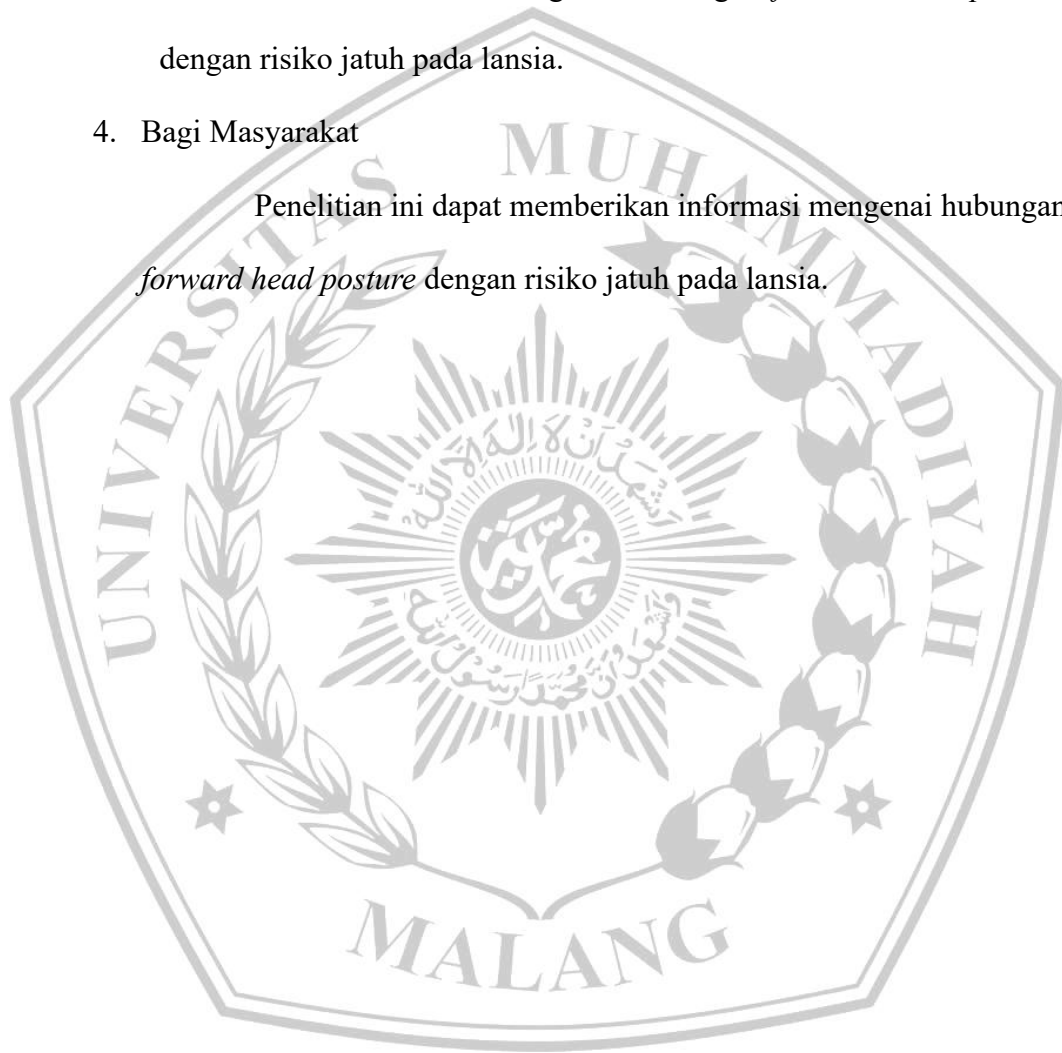 dengan risiko jatuh pada lansia.
4. Bagi Masyarakat
Penelitian ini dapat memberikan informasi mengenai hubungan
forward head posture dengan risiko jatuh pada lansia.
UNIVERSITAS MUHAMMADIYAH
MALANG